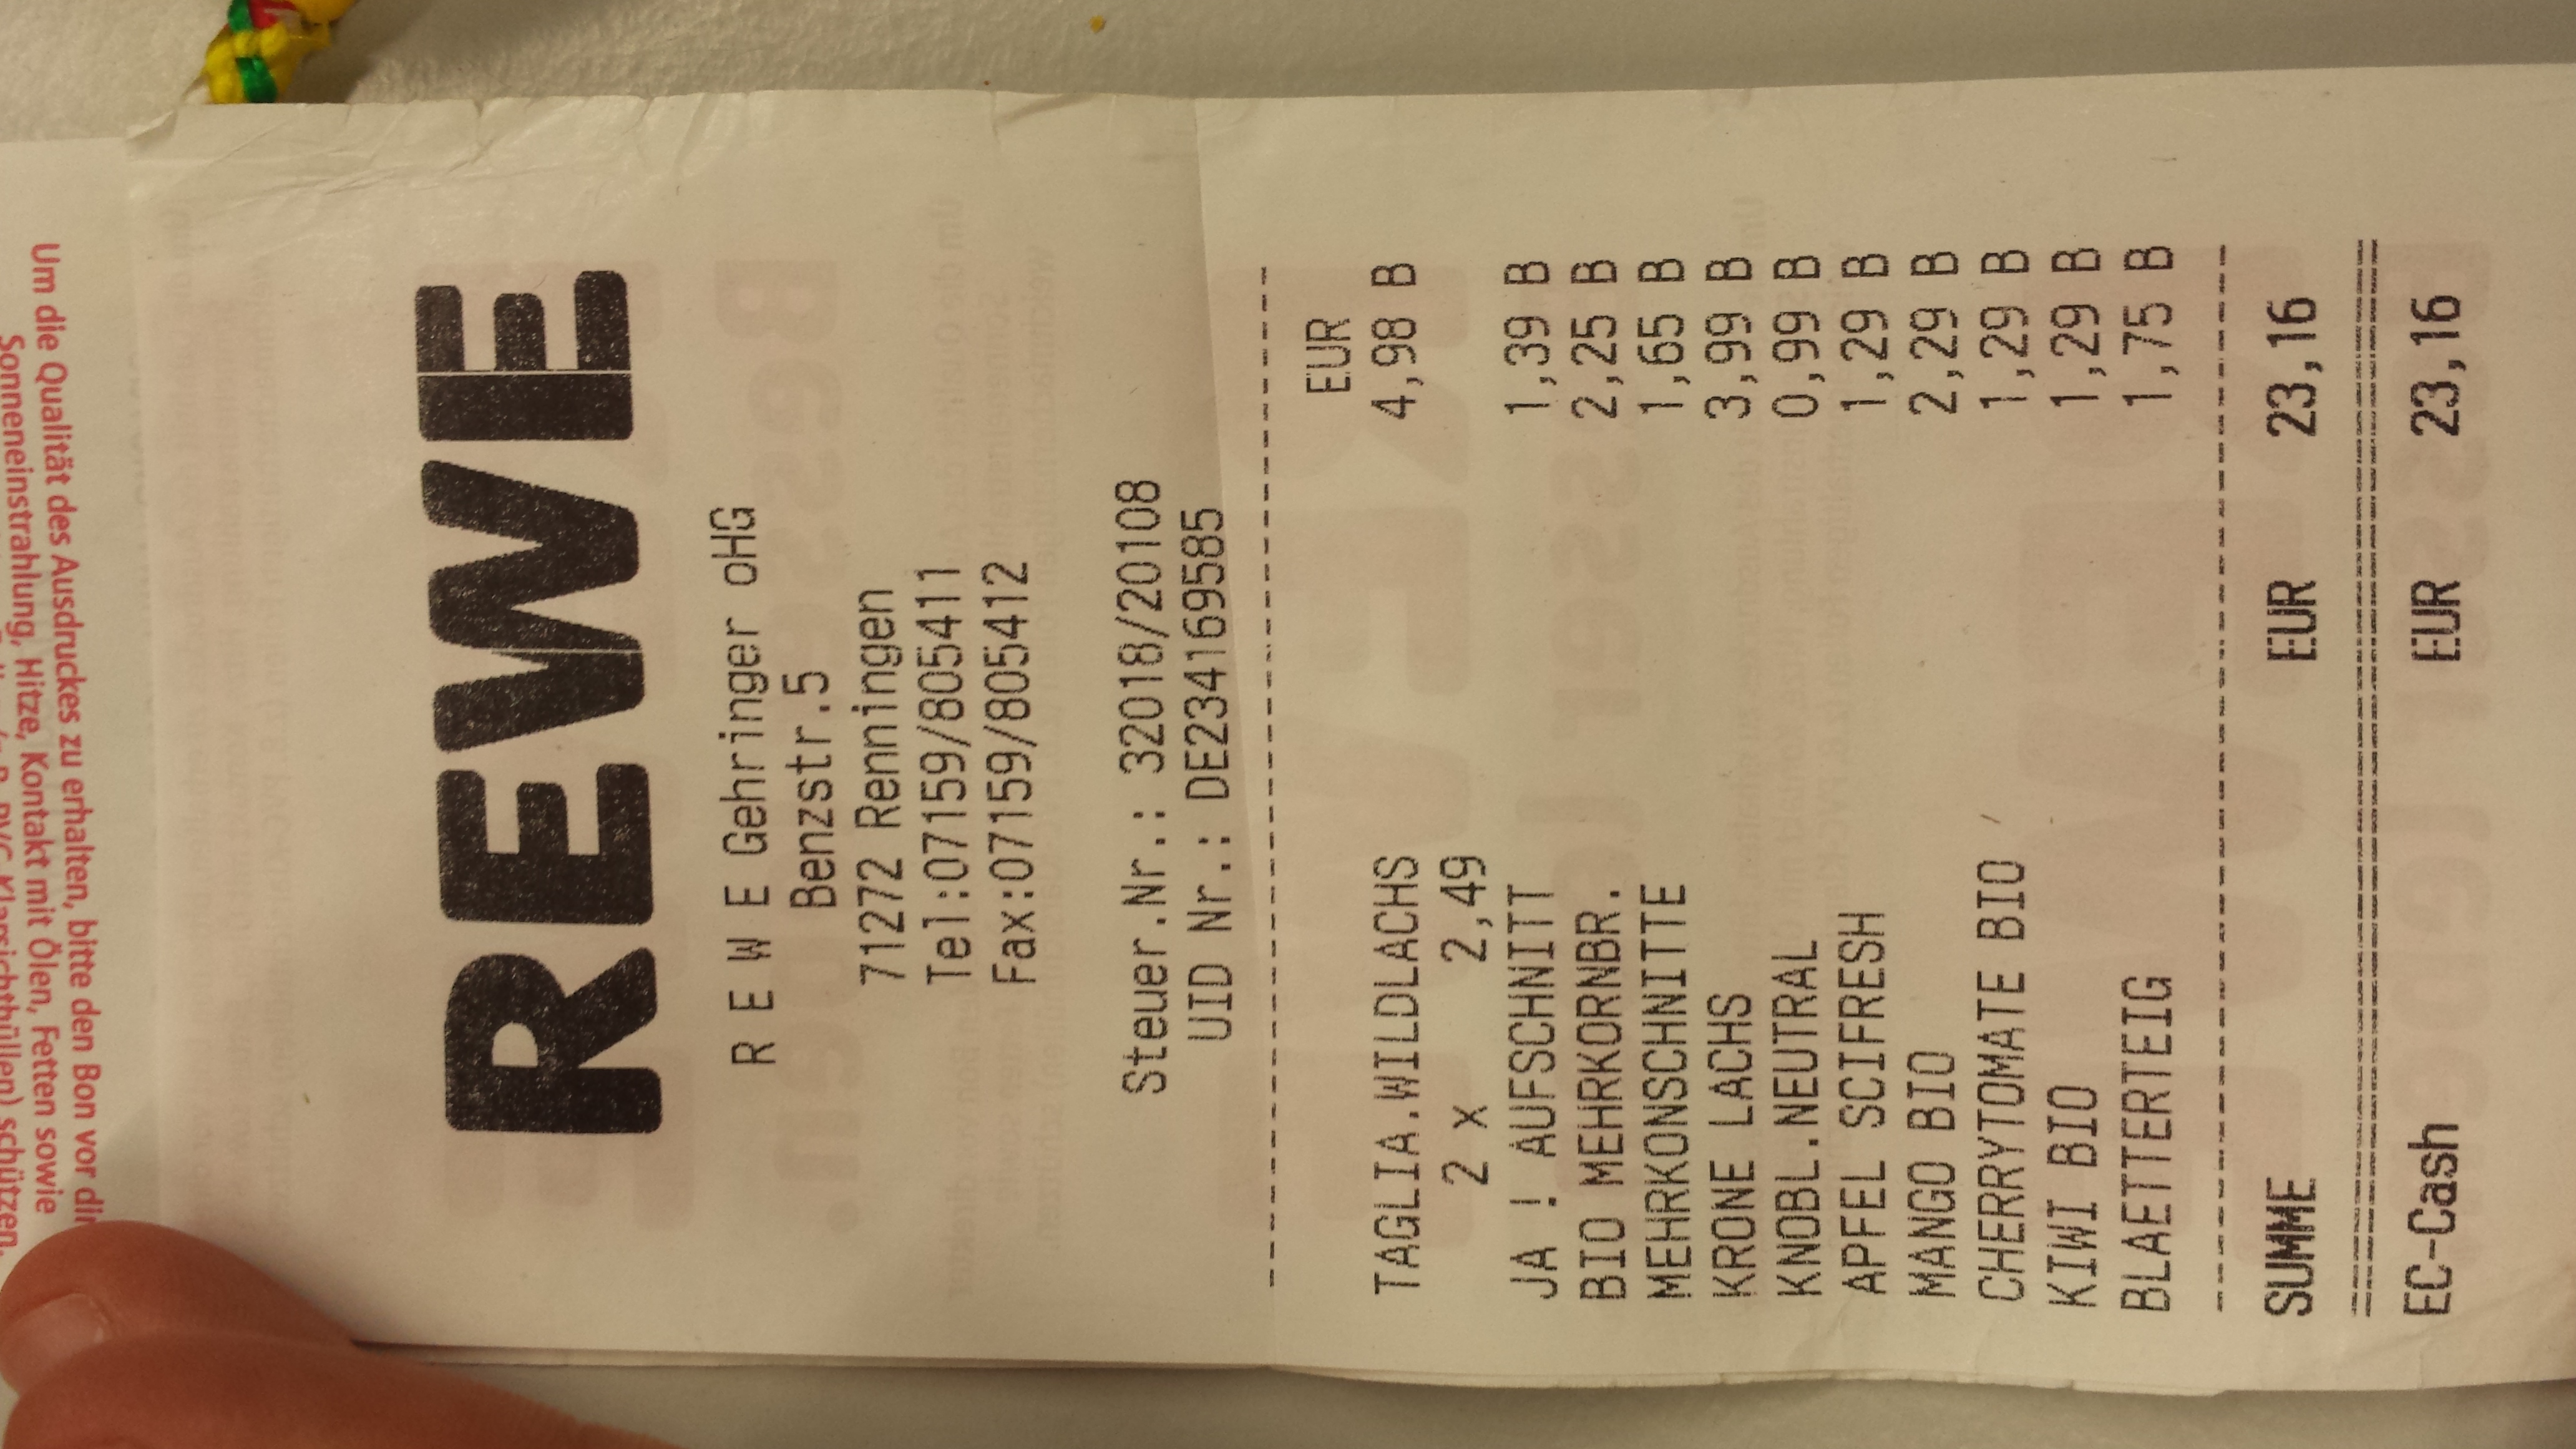 REWE
R E W E Gehringer oHG
Benzstr.5
71272 Renningen
Tel:07159/805411
Fax:07159/805412
Steuer.Nr.: 32018/20108
UID Nr.: DE234169585
EUR
TAGLIA.WILDLACHS 4,98 B
2 x 2,49
JA ! AUFSCHNITT 1,39 B
BIO MEHRKORNBR. 2,25 B
MEHRKONSCHNITTE 1,65 B
KRONE LACHS 3,99 B
KNOBL.NEUTRAL 0,99 B
APFEL SCIFRESH 1,29 B
MANGO BIO 2,29 B
CHERRYTOMATE BIO 1,29 B
KIWI BIO 1,29 B
BLAETTERTEIG 1,75 B
SUMME EUR 23,16
EC-Cash EUR 23,16
Um die Qualität des Ausdruckes zu erhalten, bitte den Bon vor
Sonneneinstrahlung, Hitze, Kontakt mit Ölen, Fetten sowie
schützen.